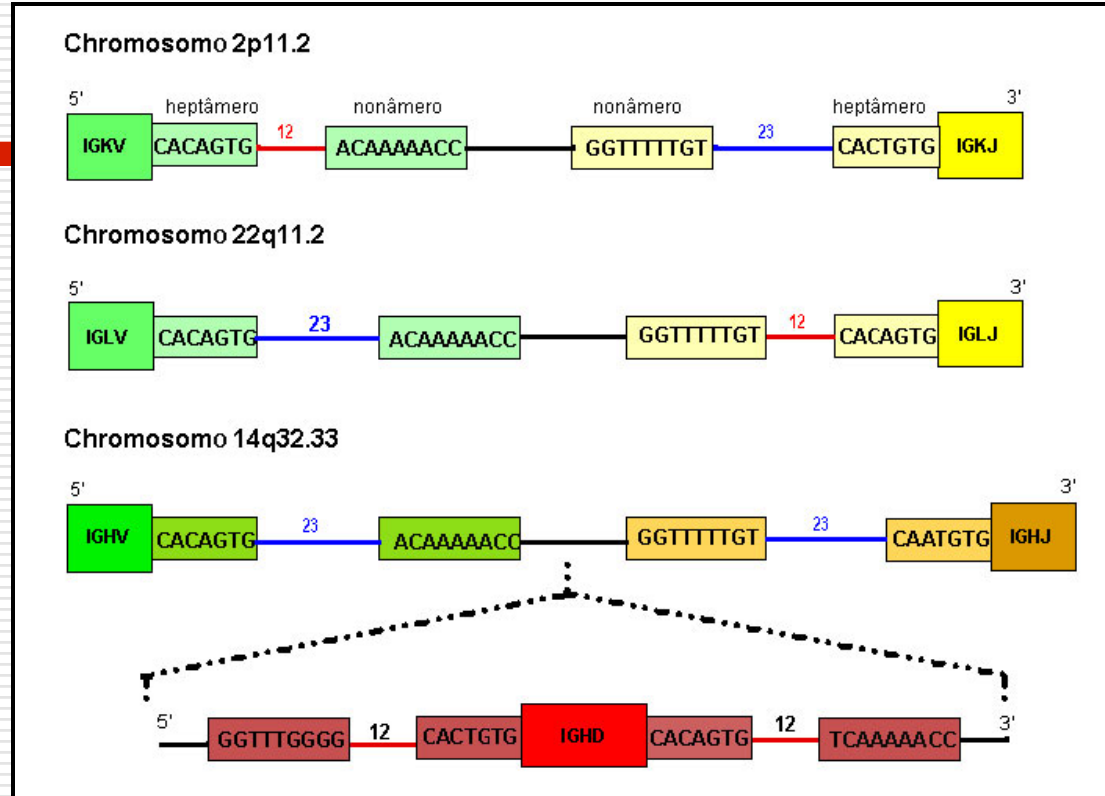 Chromosomo 2p11.2
5' heptâmero nonâmero nonâmero heptâmero 3'
IGKV CACAGTG 12 ACAAAAACC GGTTTTTGT 23 CACTGTG IGKJ
Chromosomo 22q11.2
5' 3'
IGLV CACAGTG 23 ACAAAAACC GGTTTTTGT 12 CACAGTG IGLJ
Chromosomo 14q32.33
5' 3'
IGHV CACAGTG 23 ACAAAAACC GGTTTTTGT 23 CAATGTG IGHJ
5' 3'
GGTTTGGGG 12 CACTGTG IGHD CACAGTG 12 TCAAAAACC